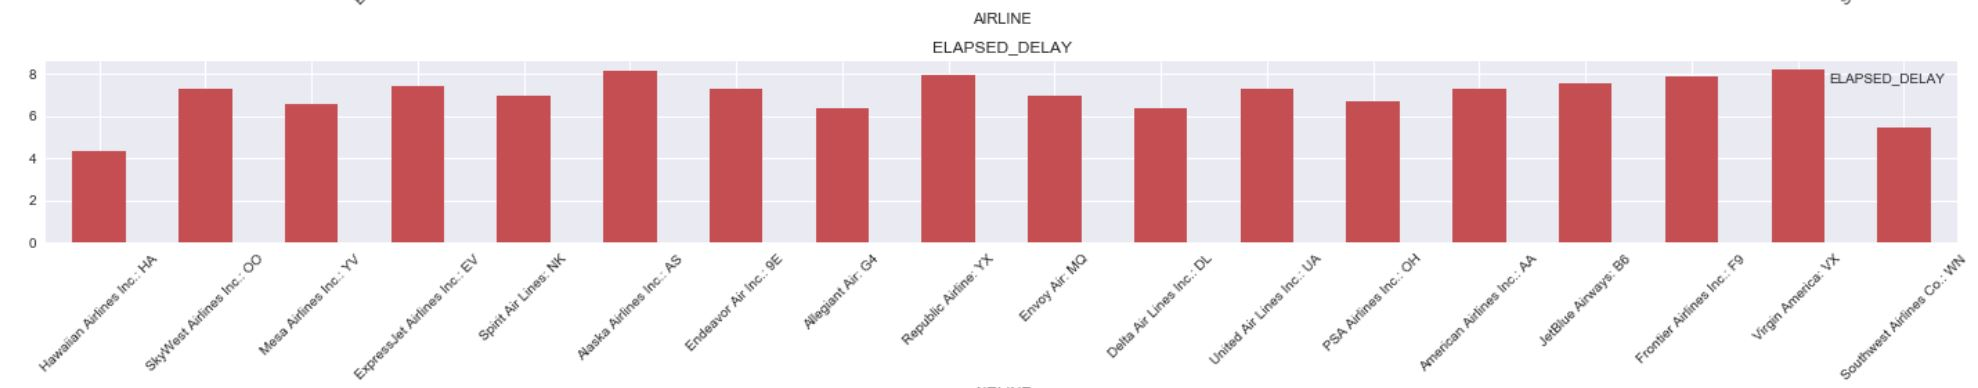 AIRLINE
ELAPSED_DELAY
ELAPSED_DELAY
8
6
4
2
0
Hawaiian Airlines Inc.: HA
SkyWest Airlines Inc.: OO
Mesa Airlines Inc.: YV
ExpressJet Airlines Inc.: EV
Spirit Air Lines: NK
Alaska Airlines Inc.: AS
Endeavor Air Inc.: 9E
Allegiant Air: G4
Republic Airline: YX
Envoy Air: MQ
Delta Air Lines Inc.: DL
United Air Lines Inc.: UA
PSA Airlines Inc.: OH
American Airlines Inc.: AA
JetBlue Airways: B6
Frontier Airlines Inc.: F9
Virgin America: VX
Southwest Airlines Co.: WN